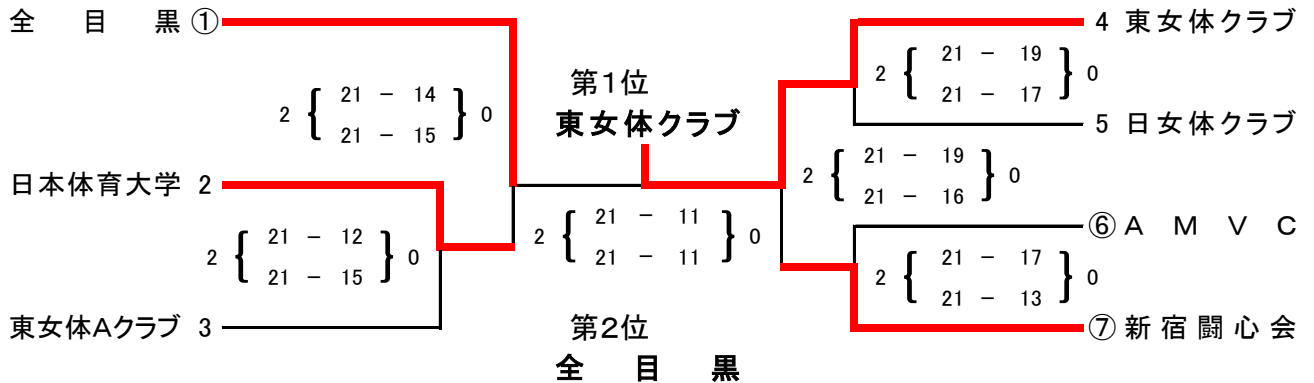 全 目 黒 ①
2 { 21 － 14 } 0
21 － 15
日本体育大学 2
2 { 21 － 12 } 0
21 － 15
東女体Aクラブ 3
第1位
東女体クラブ
2 { 21 － 11 } 0
21 － 11
第2位
全 目 黒
4 東女体クラブ
2 { 21 － 19 } 0
21 － 17
5 日女体クラブ
2 { 21 － 19 } 0
21 － 16
⑥ A M V C
2 { 21 － 17 } 0
21 － 13
⑦ 新宿闘心会